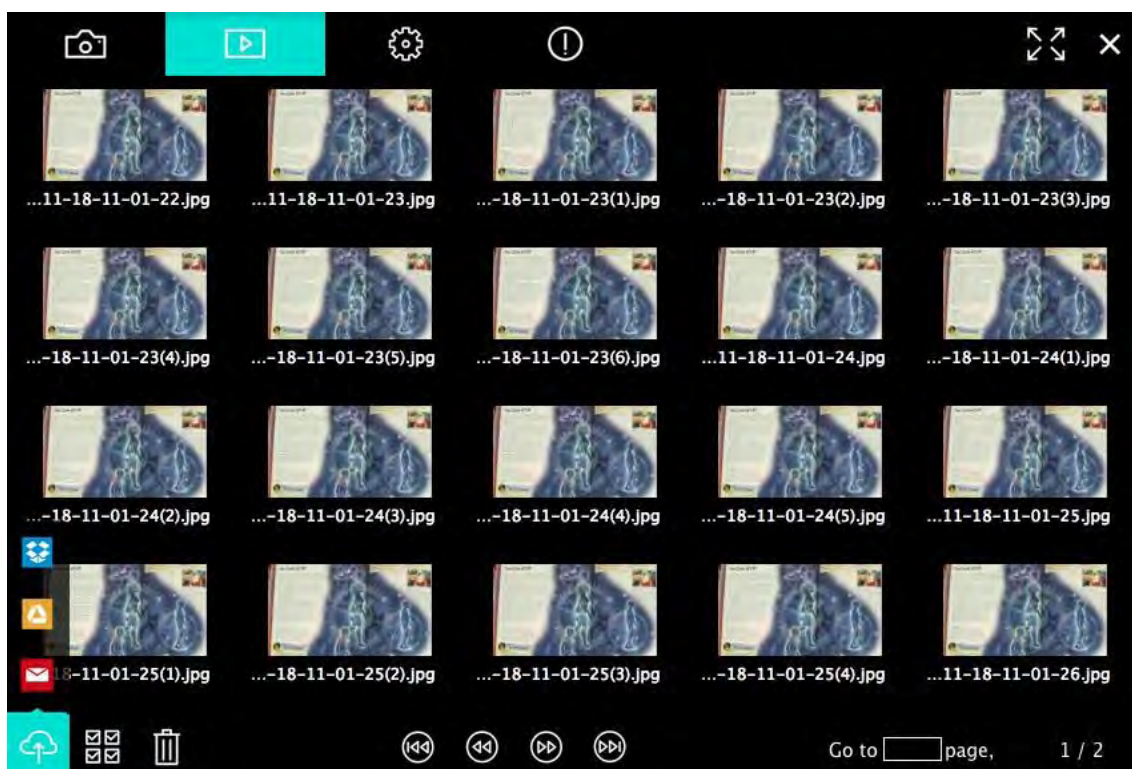 ...11-18-11-01-22.jpg ...11-18-11-01-23.jpg ...-18-11-01-23(1).jpg ...-18-11-01-23(2).jpg ...-18-11-01-23(3).jpg
...-18-11-01-23(4).jpg ...-18-11-01-23(5).jpg ...-18-11-01-23(6).jpg ...11-18-11-01-24.jpg ...-18-11-01-24(1).jpg
...-18-11-01-24(2).jpg ...-18-11-01-24(3).jpg ...-18-11-01-24(4).jpg ...-18-11-01-24(5).jpg ...11-18-11-01-25.jpg
18-11-01-25(1).jpg ...-18-11-01-25(2).jpg ...-18-11-01-25(3).jpg ...-18-11-01-25(4).jpg ...11-18-11-01-26.jpg
Go to page, 1 / 2